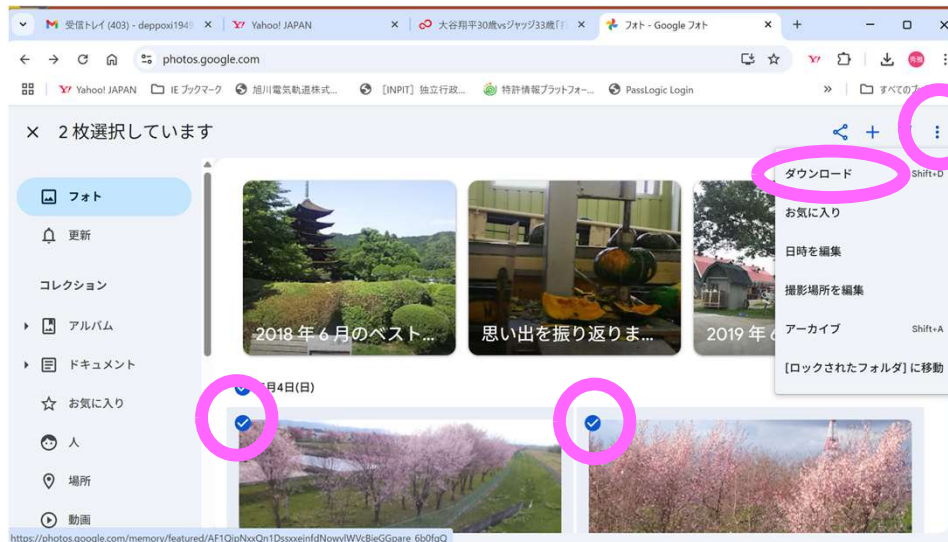 受信トレイ (403) - deppoxi1949
Yahoo! JAPAN
大谷翔平30歳vsジャッジ33歳「
フォト - Google フォト
photos.google.com
Yahoo! JAPAN
IE ブックマーク
旭川電気軌道株式...
[INPIT] 独立行政...
特許情報プラットフォー...
PassLogic Login
»
すべての
2 枚選択しています
ダウンロード Shift+D
お気に入り
日時を編集
撮影場所を編集
アーカイブ Shift+A
[ロックされたフォルダ] に移動
フォト
更新
コレクション
アルバム
ドキュメント
お気に入り
人
場所
動画
2018 年 6 月のベスト...
思い出を振り返りま...
2019 年
月4日(日)